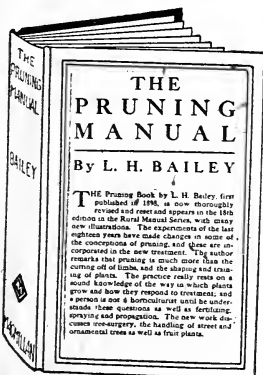 THE
PRUNING
MANUAL
BAILEY
MACMILLAN
THE
PRUNING
MANUAL
By L. H. BAILEY
THE Pruning Book by L. H. Bailey, first
published in 1898, is now thoroughly
revised and reset and appears in the 18th
edition in the Rural Manual Series, with many
new illustrations. The experiments of the last
eighteen years have made changes in some of
the conceptions of pruning, and these are in-
corporated in the new treatment. The author
remarks that pruning is much more than the
cutting off of limbs, and the shaping and train-
ing of plants. The practice really rests on a
sound knowledge of the way in which plants
grow and how they respond to treatment; and
a person is not a horticulturist until he under-
stands these questions as well as fertilizing,
spraying and propagation. The new work dis-
cusses tree-surgery, the handling of street and
ornamental trees as well as fruit plants.